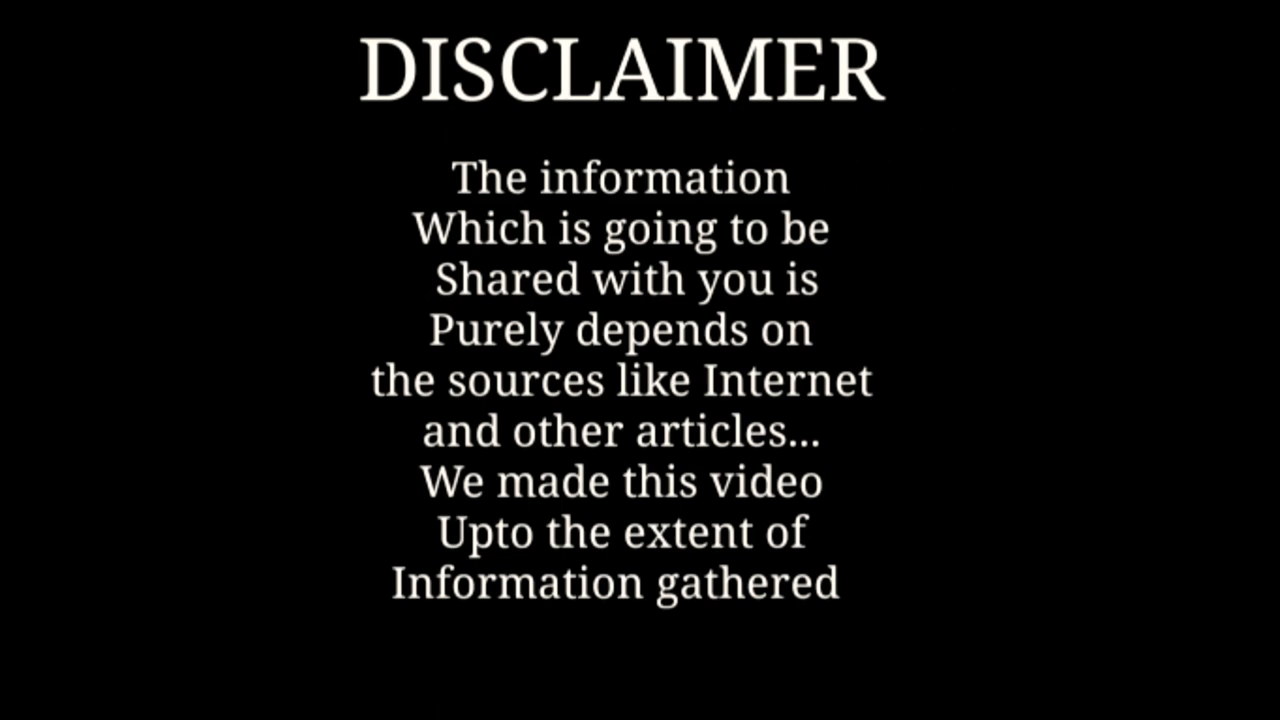 DISCLAIMER
The information
Which is going to be
Shared with you is
Purely depends on
the sources like Internet
and other articles...
We made this video
Upto the extent of
Information gathered